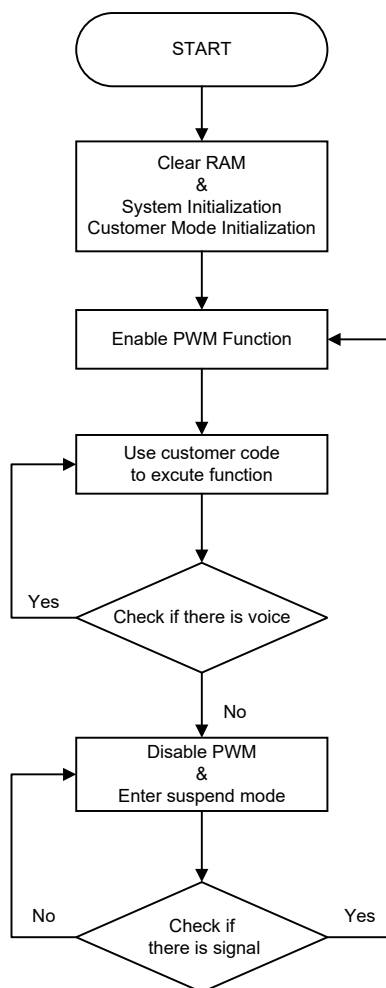 START
Clear RAM
&
System Initialization
Customer Mode Initialization
Enable PWM Function
Use customer code
to excute function
Yes
Check if there is voice
No
Disable PWM
&
Enter suspend mode
No
Check if
there is signal
Yes